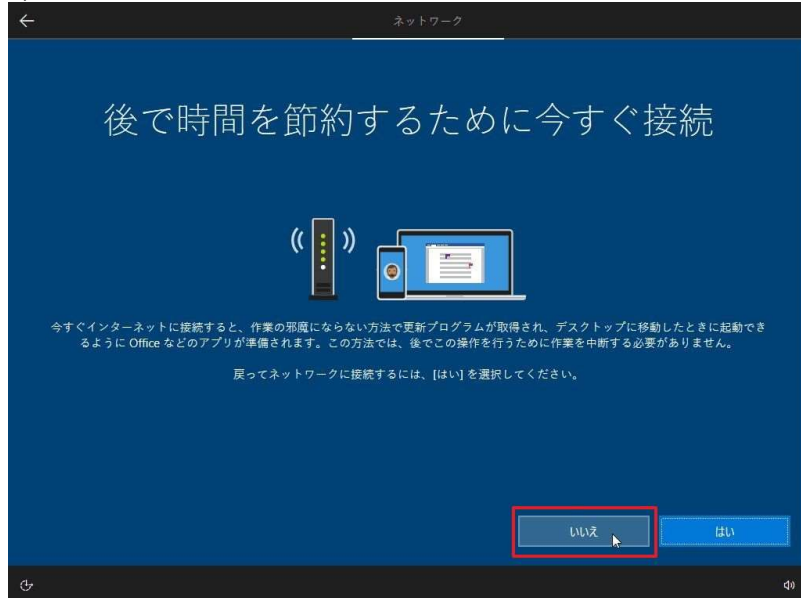 ネットワーク
後で時間を節約するために今すぐ接続
今すぐインターネットに接続すると、作業の邪魔にならない方法で更新プログラムが取得され、デスクトップに移動したときに起動でき
るように Office などのアプリが準備されます。この方法では、後でこの操作を行うために作業を中断する必要がありません。
戻ってネットワークに接続するには、[はい] を選択してください。
いいえ
はい